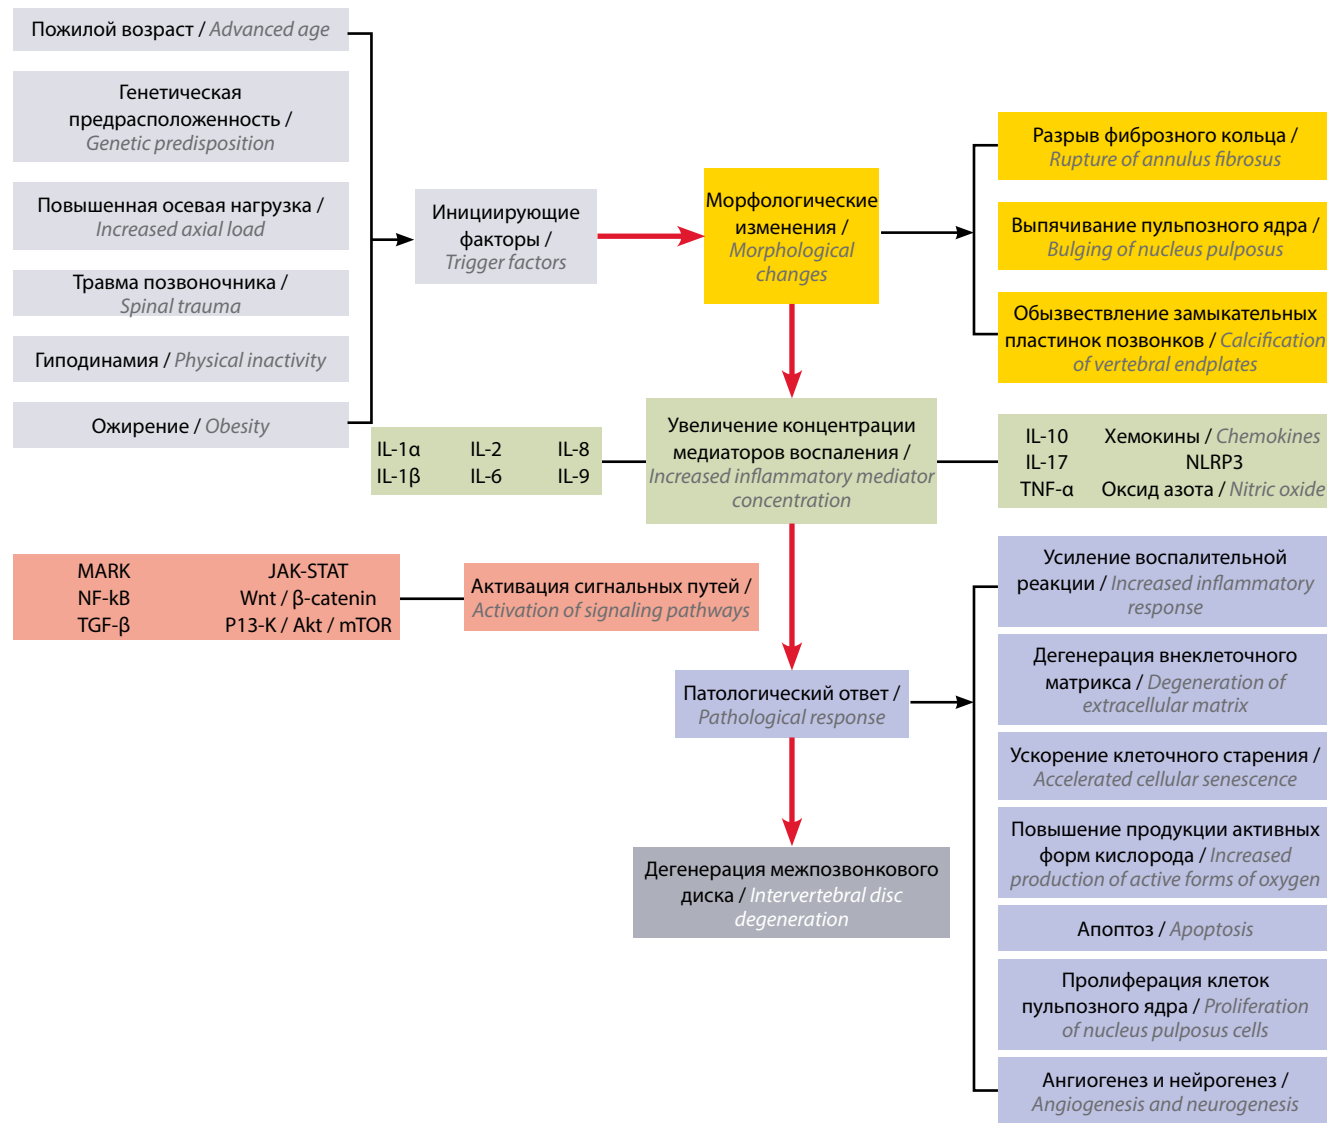 Пожилой возраст / Advanced age
Генетическая
предрасположенность /
Genetic predisposition
Повышенная осевая нагрузка /
Increased axial load
Травма позвоночника /
Spinal trauma
Гиподинамия / Physical inactivity
Ожирение / Obesity
Инициирующие
факторы /
Trigger factors
Морфологические
изменения /
Morphological
changes
Разрыв фиброзного кольца /
Rupture of annulus fibrosus
Выпячивание пульпозного ядра /
Bulging of nucleus pulposus
Обызвествление замыкательных
пластинок позвонков / Calcification
of vertebral endplates
IL-1α IL-2 IL-8
IL-1β IL-6 IL-9
Увеличение концентрации
медиаторов воспаления /
Increased inflammatory mediator
concentration
IL-10 Хемокины / Chemokines
IL-17 NLRP3
TNF-α Оксид азота / Nitric oxide
MARK JAK-STAT
NF-kB Wnt / β-catenin
TGF-β P13-K / Akt / mTOR
Активация сигнальных путей /
Activation of signaling pathways
Патологический ответ /
Pathological response
Усиление воспалительной
реакции / Increased inflammatory
response
Дегенерация внеклеточного
матрикса / Degeneration of
extracellular matrix
Ускорение клеточного старения /
Accelerated cellular senescence
Повышение продукции активных
форм кислорода / Increased
production of active forms of oxygen
Апоптоз / Apoptosis
Пролиферация клеток
пульпозного ядра / Proliferation
of nucleus pulposus cells
Ангиогенез и нейрогенез /
Angiogenesis and neurogenesis
Дегенерация межпозвонкового
диска / Intervertebral disc
degeneration